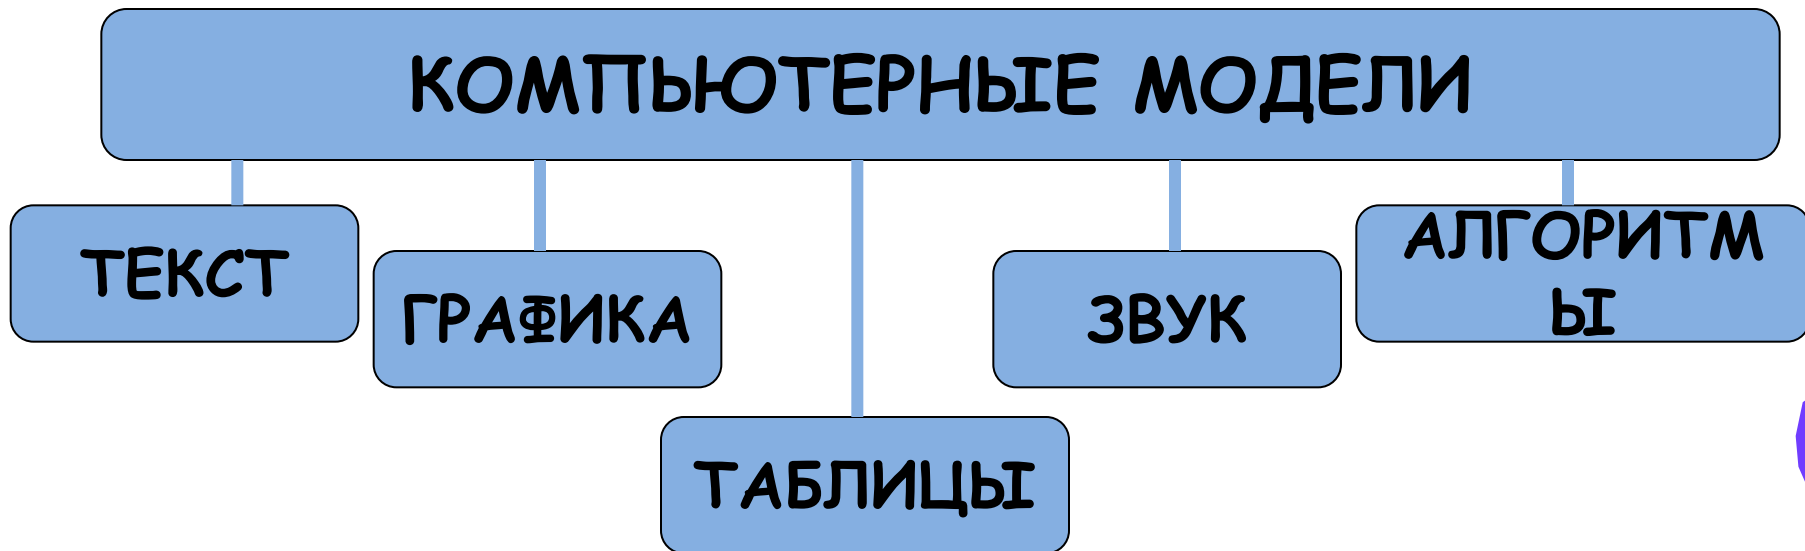 КОМПЬЮТЕРНЫЕ МОДЕЛИ
ТЕКСТ
ГРАФИКА
ТАБЛИЦЫ
ЗВУК
АЛГОРИТМ
Ы